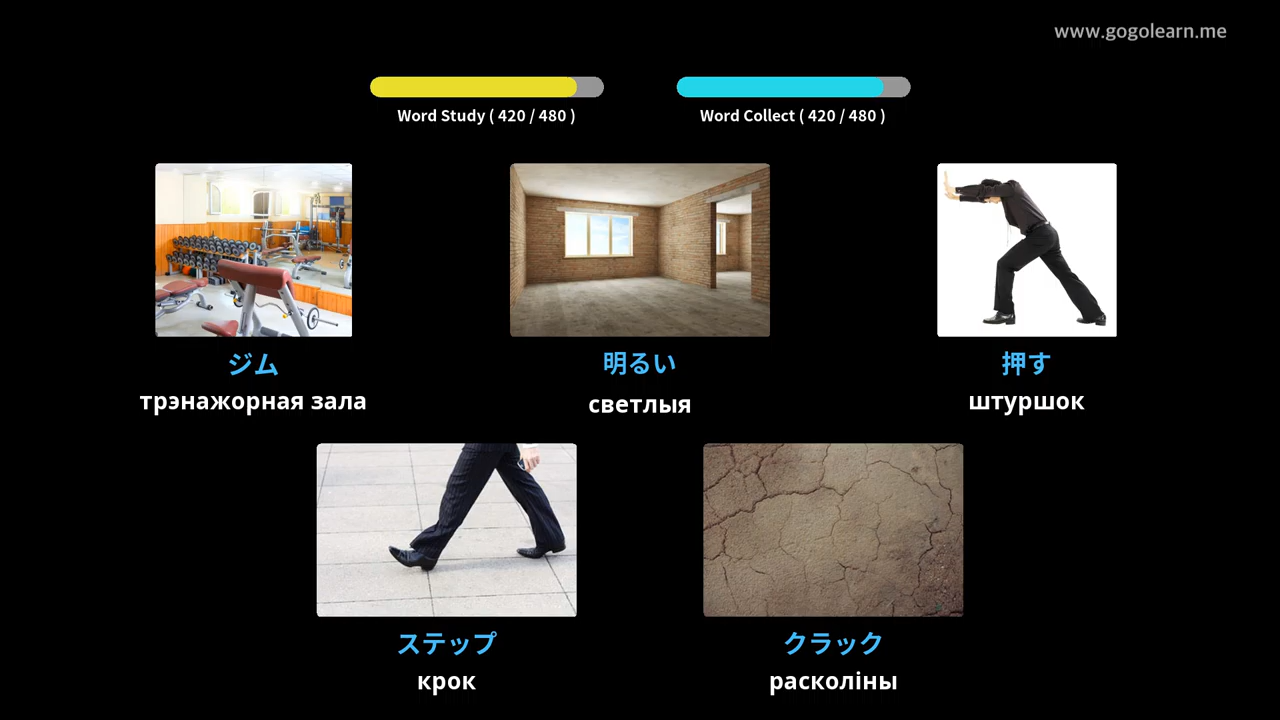 www.gogolearn.me
Word Study ( 420 / 480 )
Word Collect ( 420 / 480 )
ジム
трэнажорная зала
明るい
светлыя
押す
штуршок
ステップ
крок
クラック
расколіны